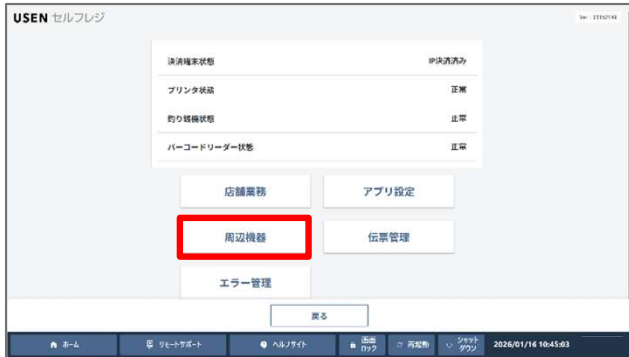 USEN セルフレジ
決済端末状態 IP決済済み
プリンタ状態 正常
釣り銭機状態 正常
バーコードリーダー状態 正常
店舗業務 アプリ設定
周辺機器 伝票管理
エラー管理
戻る
ホーム リモートサポート ヘルプサイト 画面ロック 再起動 シャットダウン 2026/01/16 10:45:03